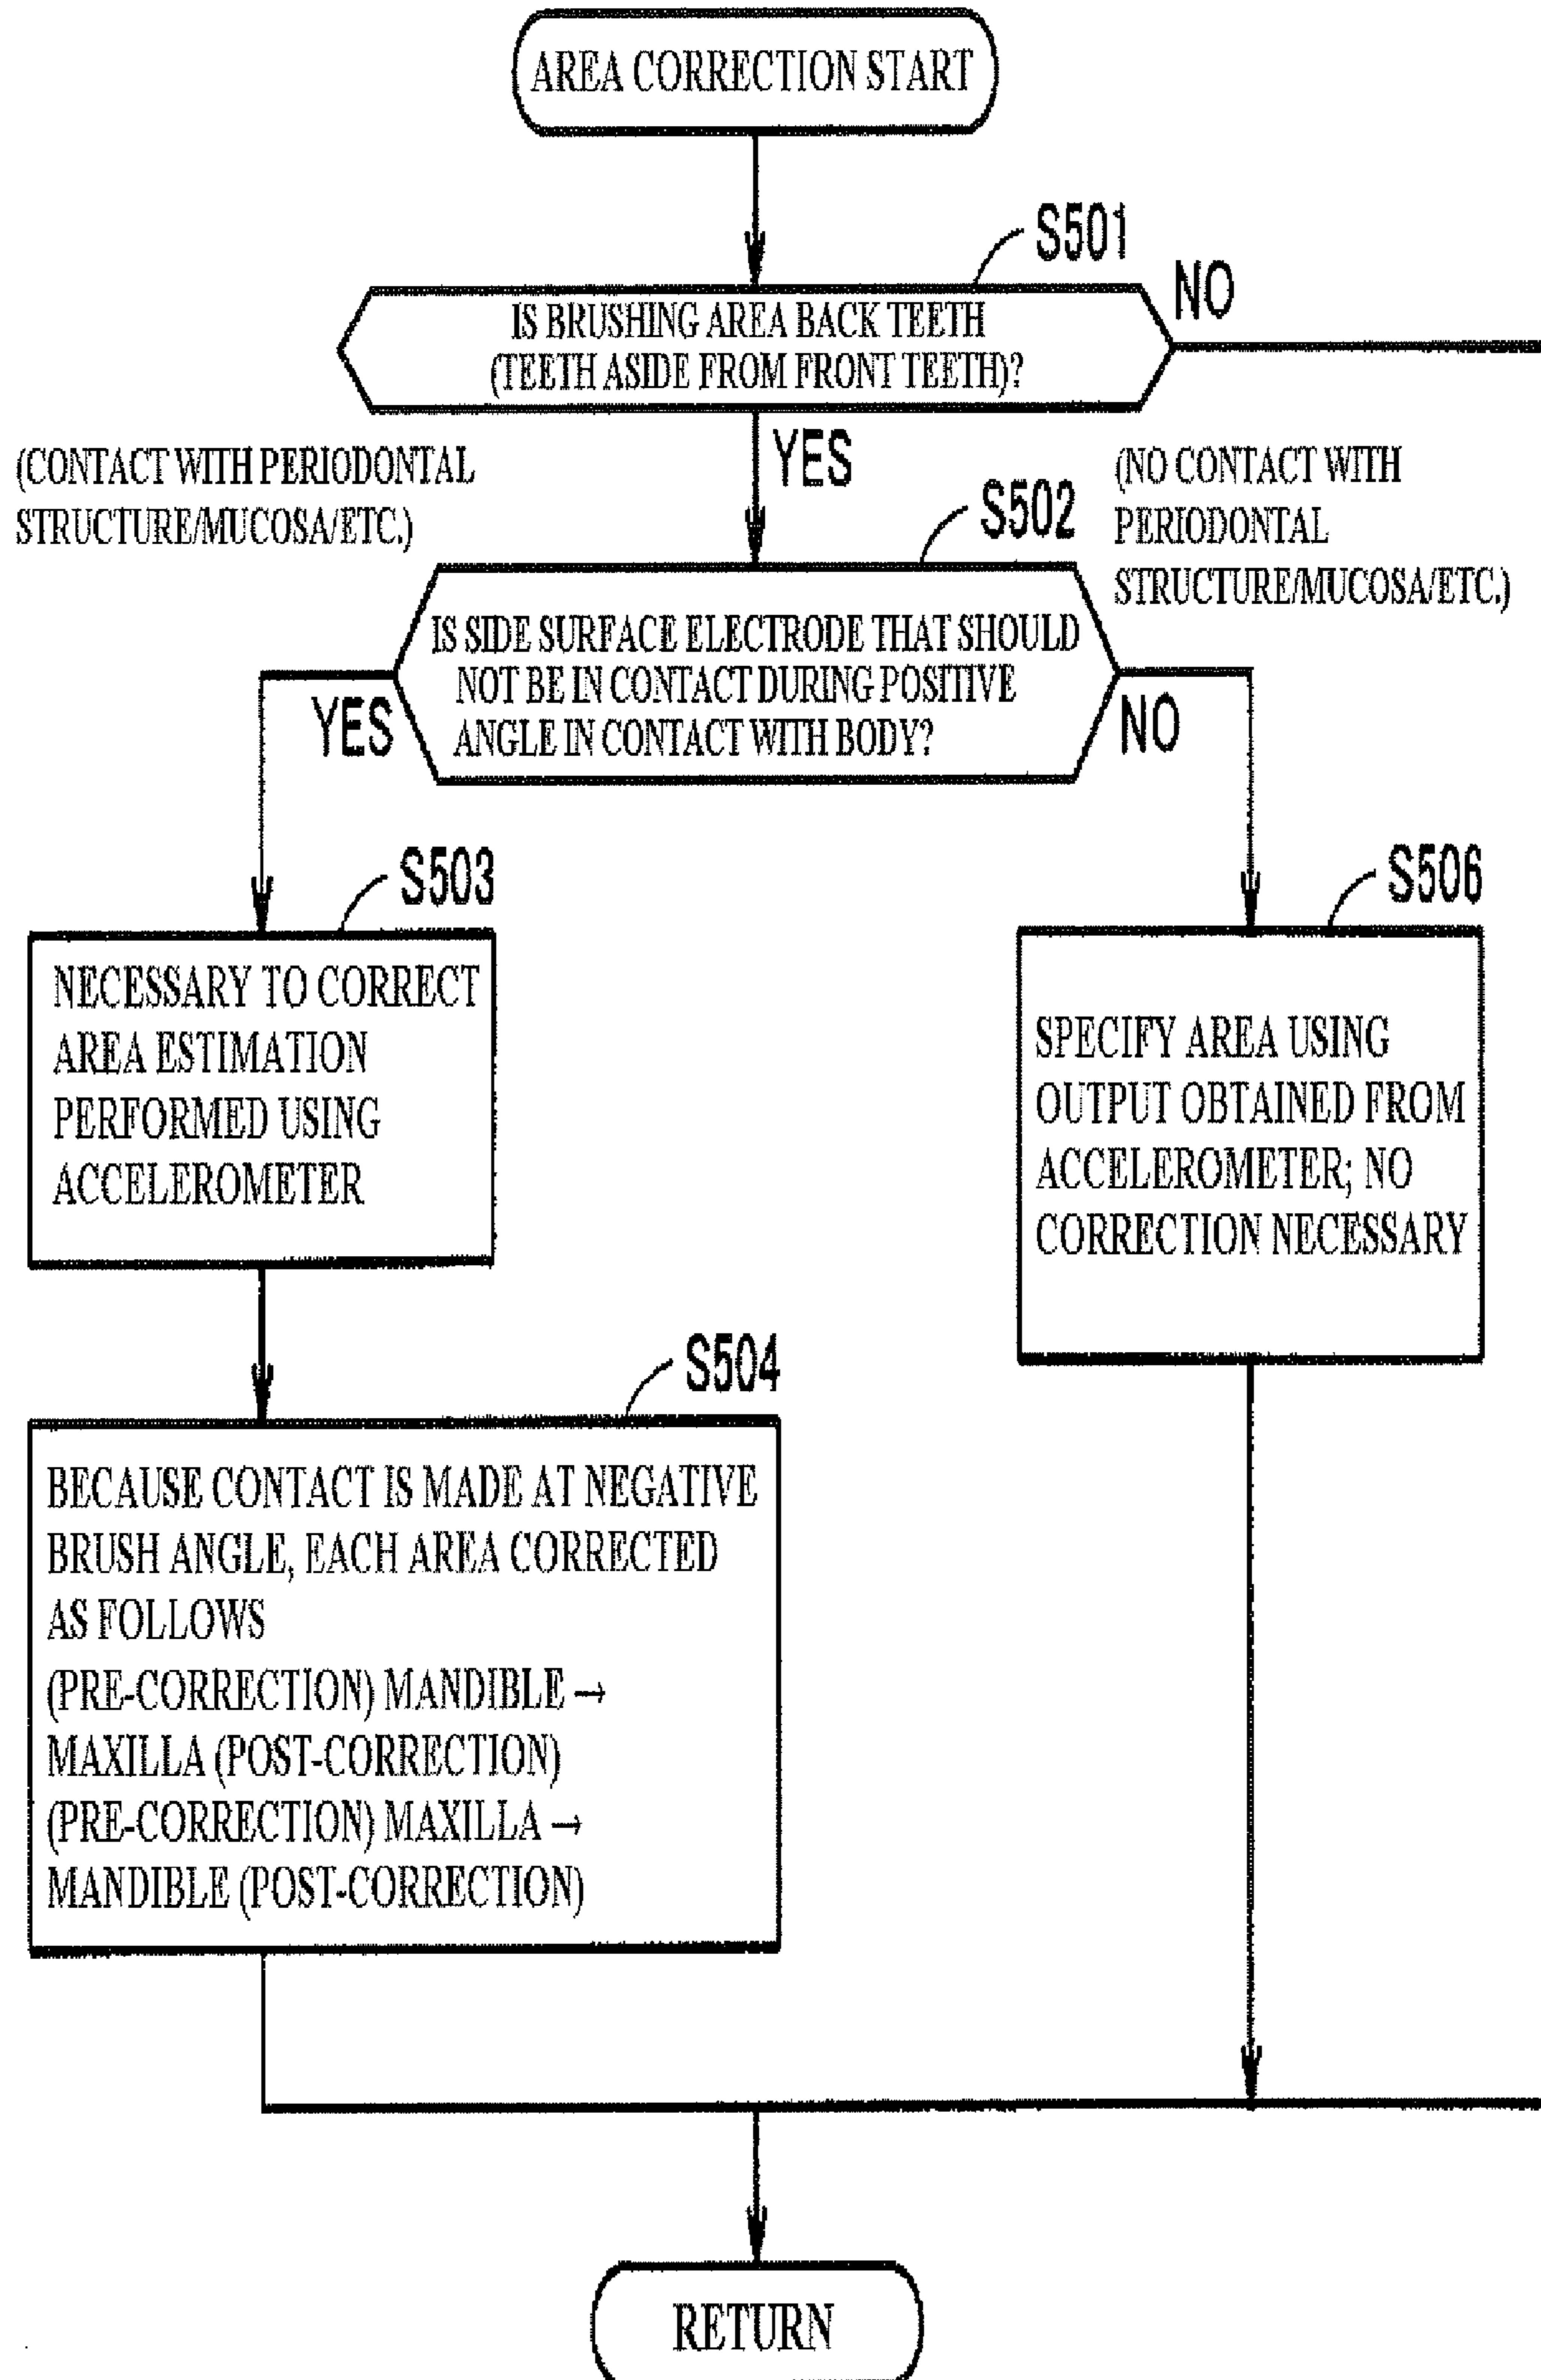 AREA CORRECTION START
S501
NO
IS BRUSHING AREA BACK TEETH
(TEETH ASIDE FROM FRONT TEETH)?
YES
(CONTACT WITH PERIODONTAL
STRUCTURE/MUCOSA/ETC.)
(NO CONTACT WITH
PERIODONTAL
STRUCTURE/MUCOSA/ETC.)
S502
IS SIDE SURFACE ELECTRODE THAT SHOULD
NOT BE IN CONTACT DURING POSITIVE
ANGLE IN CONTACT WITH BODY?
YES
NO
S503
NECESSARY TO CORRECT
AREA ESTIMATION
PERFORMED USING
ACCELEROMETER
S506
SPECIFY AREA USING
OUTPUT OBTAINED FROM
ACCELEROMETER; NO
CORRECTION NECESSARY
S504
BECAUSE CONTACT IS MADE AT NEGATIVE
BRUSH ANGLE, EACH AREA CORRECTED
AS FOLLOWS
(PRE-CORRECTION) MANDIBLE →
MAXILLA (POST-CORRECTION)
(PRE-CORRECTION) MAXILLA →
MANDIBLE (POST-CORRECTION)
RETURN